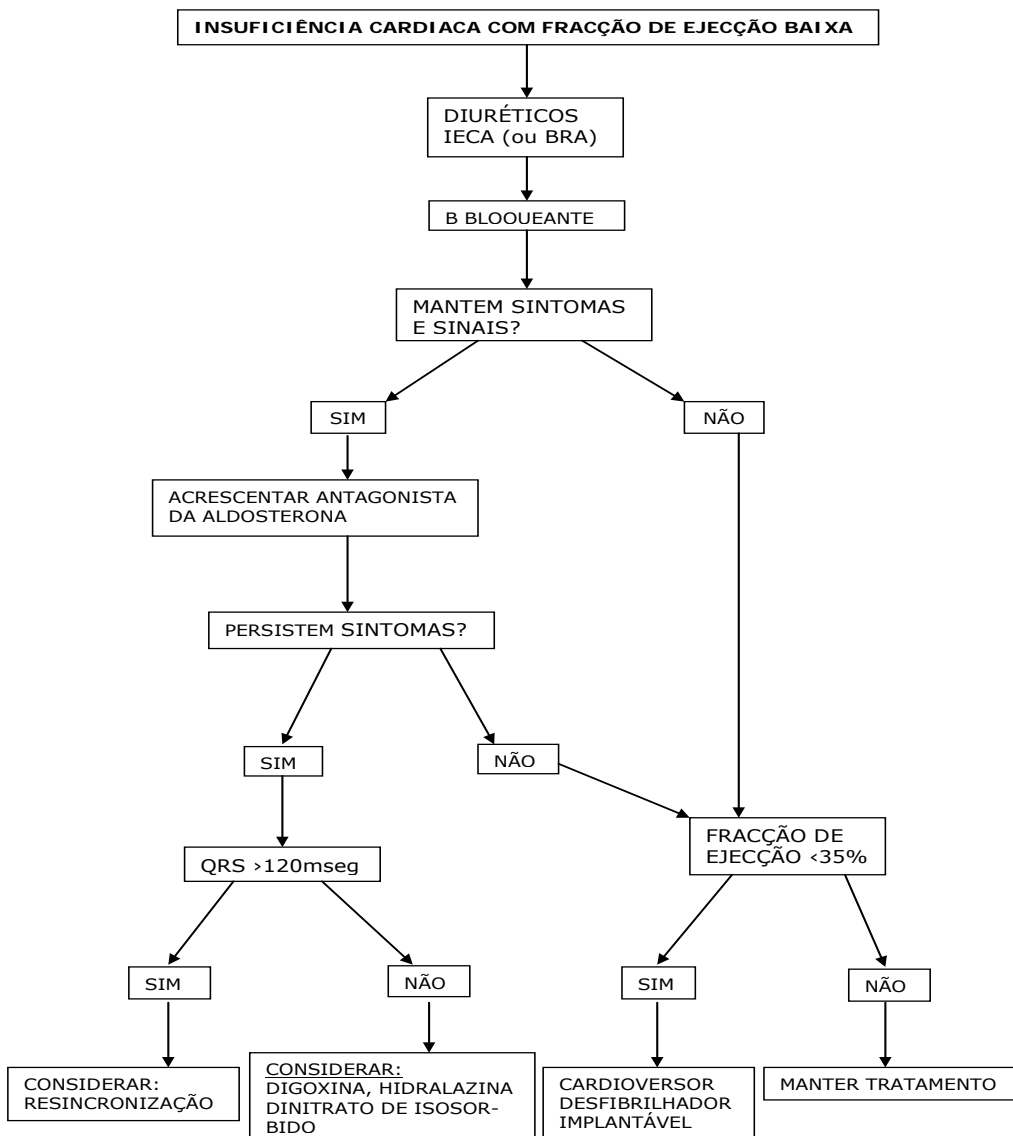 INSUFICIÊNCIA CARDIACA COM FRACÇÃO DE EJECÇÃO BAIXA
DIURÉTICOS
IECA (ou BRA)
B BLOQUEANTE
MANTEM SINTOMAS
E SINAIS?
SIM
NÃO
ACRESCENTAR ANTAGONISTA
DA ALDOSTERONA
PERSISTEM SINTOMAS?
SIM
NÃO
FRACÇÃO DE
EJECÇÃO <35%
QRS >120mseg
SIM
NÃO
SIM
NÃO
CONSIDERAR:
RESINCRONIZAÇÃO
CONSIDERAR:
DIGOXINA, HIDRALAZINA
DINITRATO DE ISOSOR-
BIDO
CARDIOVERSOR
DESFIBRILHADOR
IMPLANTÁVEL
MANTER TRATAMENTO